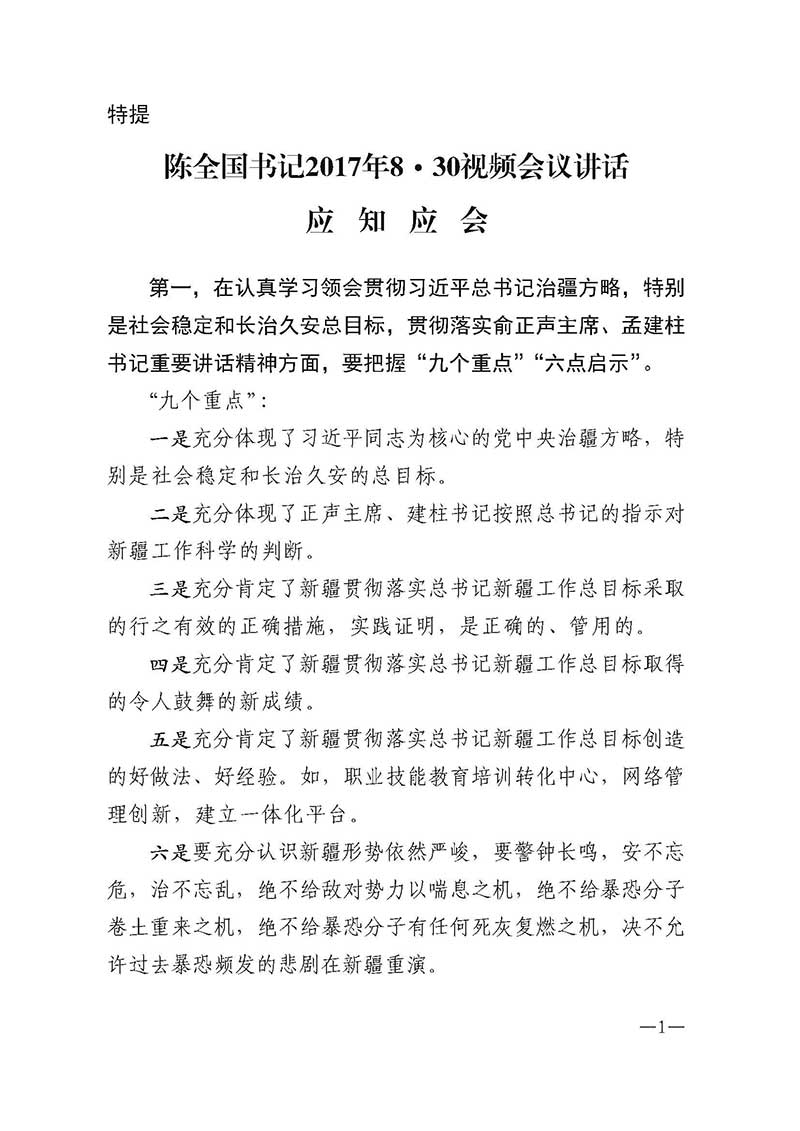 特提
陈全国书记2017年8·30视频会议讲话
应知应会
第一，在认真学习领会贯彻习近平总书记治疆方略，特别
是社会稳定和长治久安总目标，贯彻落实俞正声主席、孟建柱
书记重要讲话精神方面，要把握“九个重点”“六点启示”。
“九个重点”：
一是充分体现了习近平同志为核心的党中央治疆方略，特
别是社会稳定和长治久安的总目标。
二是充分体现了正声主席、建柱书记按照总书记的指示对
新疆工作科学的判断。
三是充分肯定了新疆贯彻落实总书记新疆工作总目标采取
的行之有效的正确措施，实践证明，是正确的、管用的。
四是充分肯定了新疆贯彻落实总书记新疆工作总目标取得
的令人鼓舞的新成绩。
五是充分肯定了新疆贯彻落实总书记新疆工作总目标创造
的好做法、好经验。如，职业技能教育培训转化中心，网络管
理创新，建立一体化平台。
六是要充分认识新疆形势依然严峻，要警钟长鸣，安不忘
危，治不忘乱，绝不给敌对势力以喘息之机，绝不给暴恐分子
卷土重来之机，绝不给暴恐分子有任何死灰复燃之机，决不允
许过去暴恐频发的悲剧在新疆重演。
—1—